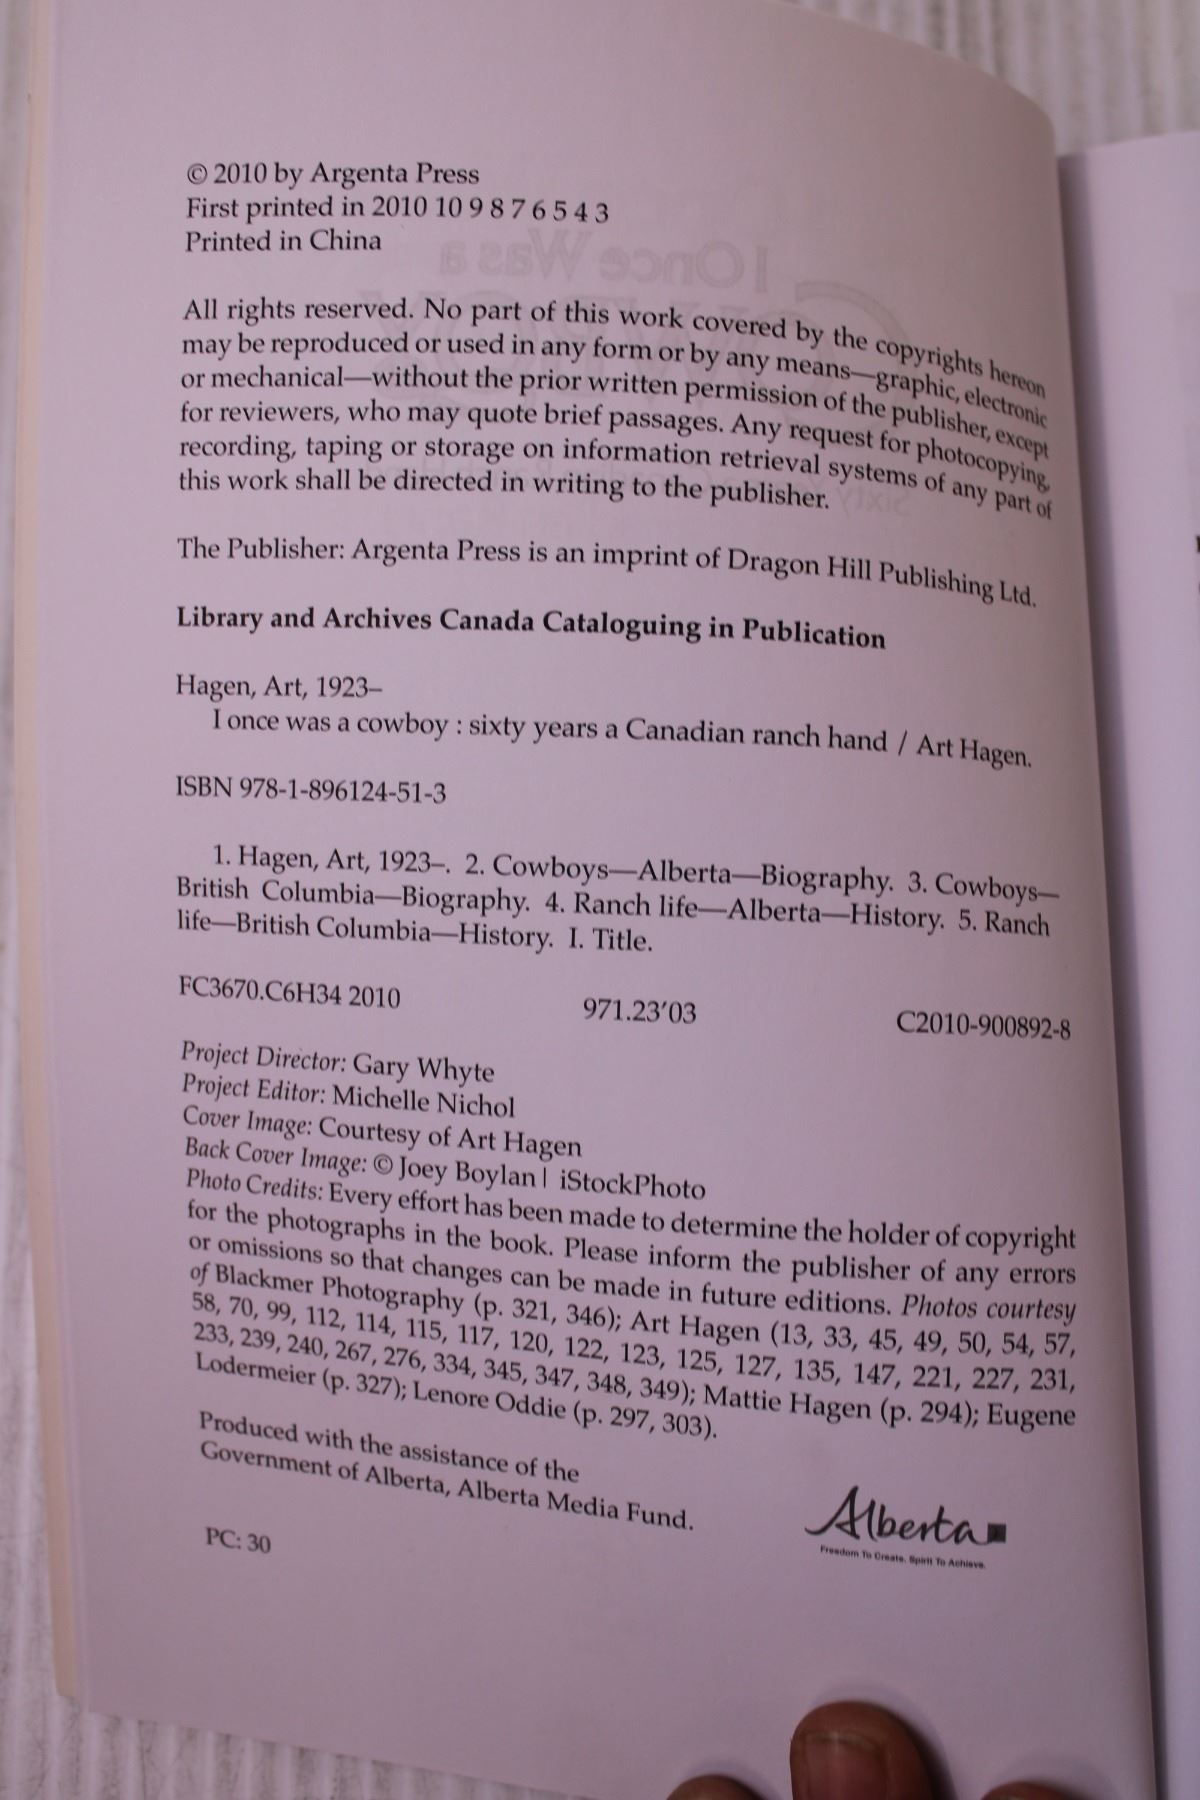 © 2010 by Argenta Press
First printed in 2010 10 9 8 7 6 5 4 3
Printed in China
All rights reserved. No part of this work covered by the copyrights hereon
may be reproduced or used in any form or by any means—graphic, electronic
or mechanical—without the prior written permission of the publisher, except
for reviewers, who may quote brief passages. Any request for photocopying,
recording, taping or storage on information retrieval systems of any part of
this work shall be directed in writing to the publisher.
The Publisher: Argenta Press is an imprint of Dragon Hill Publishing Ltd.
Library and Archives Canada Cataloguing in Publication
Hagen, Art, 1923–
I once was a cowboy : sixty years a Canadian ranch hand / Art Hagen.
ISBN 978-1-896124-51-3
1. Hagen, Art, 1923–. 2. Cowboys—Alberta—Biography. 3. Cowboys—
British Columbia—Biography. 4. Ranch life—Alberta—History. 5. Ranch
life—British Columbia—History. I. Title.
FC3670.C6H34 2010 971.23'03 C2010-900892-8
Project Director: Gary Whyte
Project Editor: Michelle Nichol
Cover Image: Courtesy of Art Hagen
Back Cover Image: © Joey Boylan | iStockPhoto
Photo Credits: Every effort has been made to determine the holder of copyright
for the photographs in the book. Please inform the publisher of any errors
or omissions so that changes can be made in future editions. Photos courtesy
of Blackmer Photography (p. 321, 346); Art Hagen (13, 33, 45, 49, 50, 54, 57,
58, 70, 99, 112, 114, 115, 117, 120, 122, 123, 125, 127, 135, 147, 221, 227, 231,
233, 239, 240, 267, 276, 334, 345, 347, 348, 349); Mattie Hagen (p. 294); Eugene
Lodermeier (p. 327); Lenore Oddie (p. 297, 303).
Produced with the assistance of the
Government of Alberta, Alberta Media Fund.
Alberta
Freedom To Create. Spirit To Achieve.
PC: 30